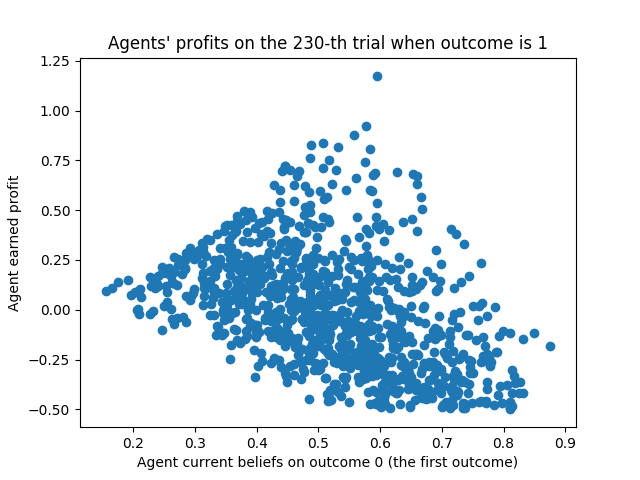 Agents' profits on the 230-th trial when outcome is 1
1.25
1.00
0.75
0.50
0.25
0.00
−0.25
−0.50
Agent earned profit
0.2 0.3 0.4 0.5 0.6 0.7 0.8 0.9
Agent current beliefs on outcome 0 (the first outcome)